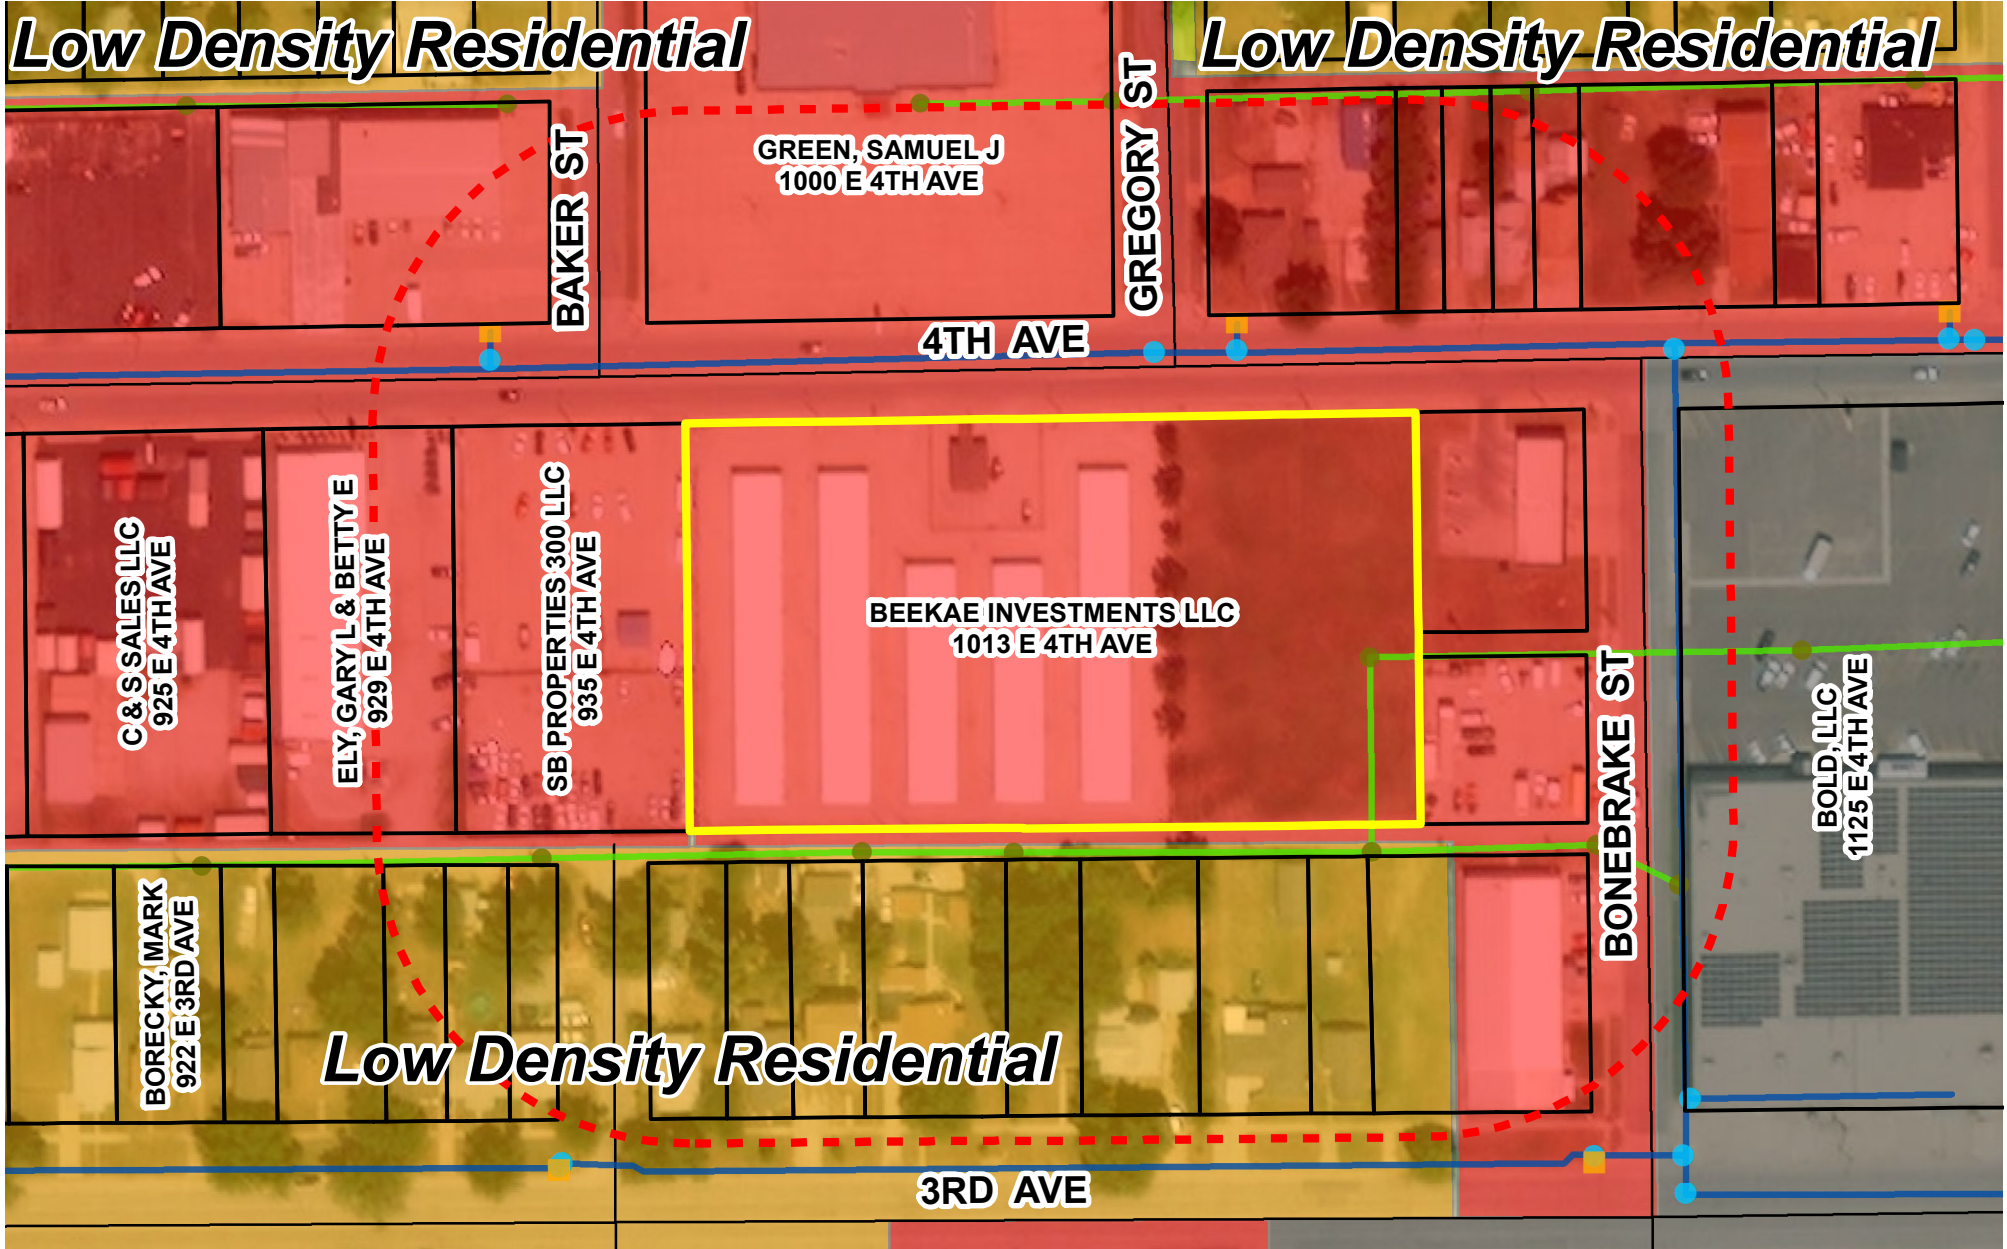 Low Density Residential
Low Density Residential
BAKER ST
GREEN, SAMUEL J
1000 E 4TH AVE
GREGORY ST
4TH AVE
C & S SALES LLC
925 E 4TH AVE
ELY, GARY L & BETTY E
929 E 4TH AVE
SB PROPERTIES 300 LLC
935 E 4TH AVE
BEEKAE INVESTMENTS LLC
1013 E 4TH AVE
BONEBRAKE ST
BOLD, LLC
1125 E 4TH AVE
BORECKY, MARK
922 E 3RD AVE
Low Density Residential
3RD AVE